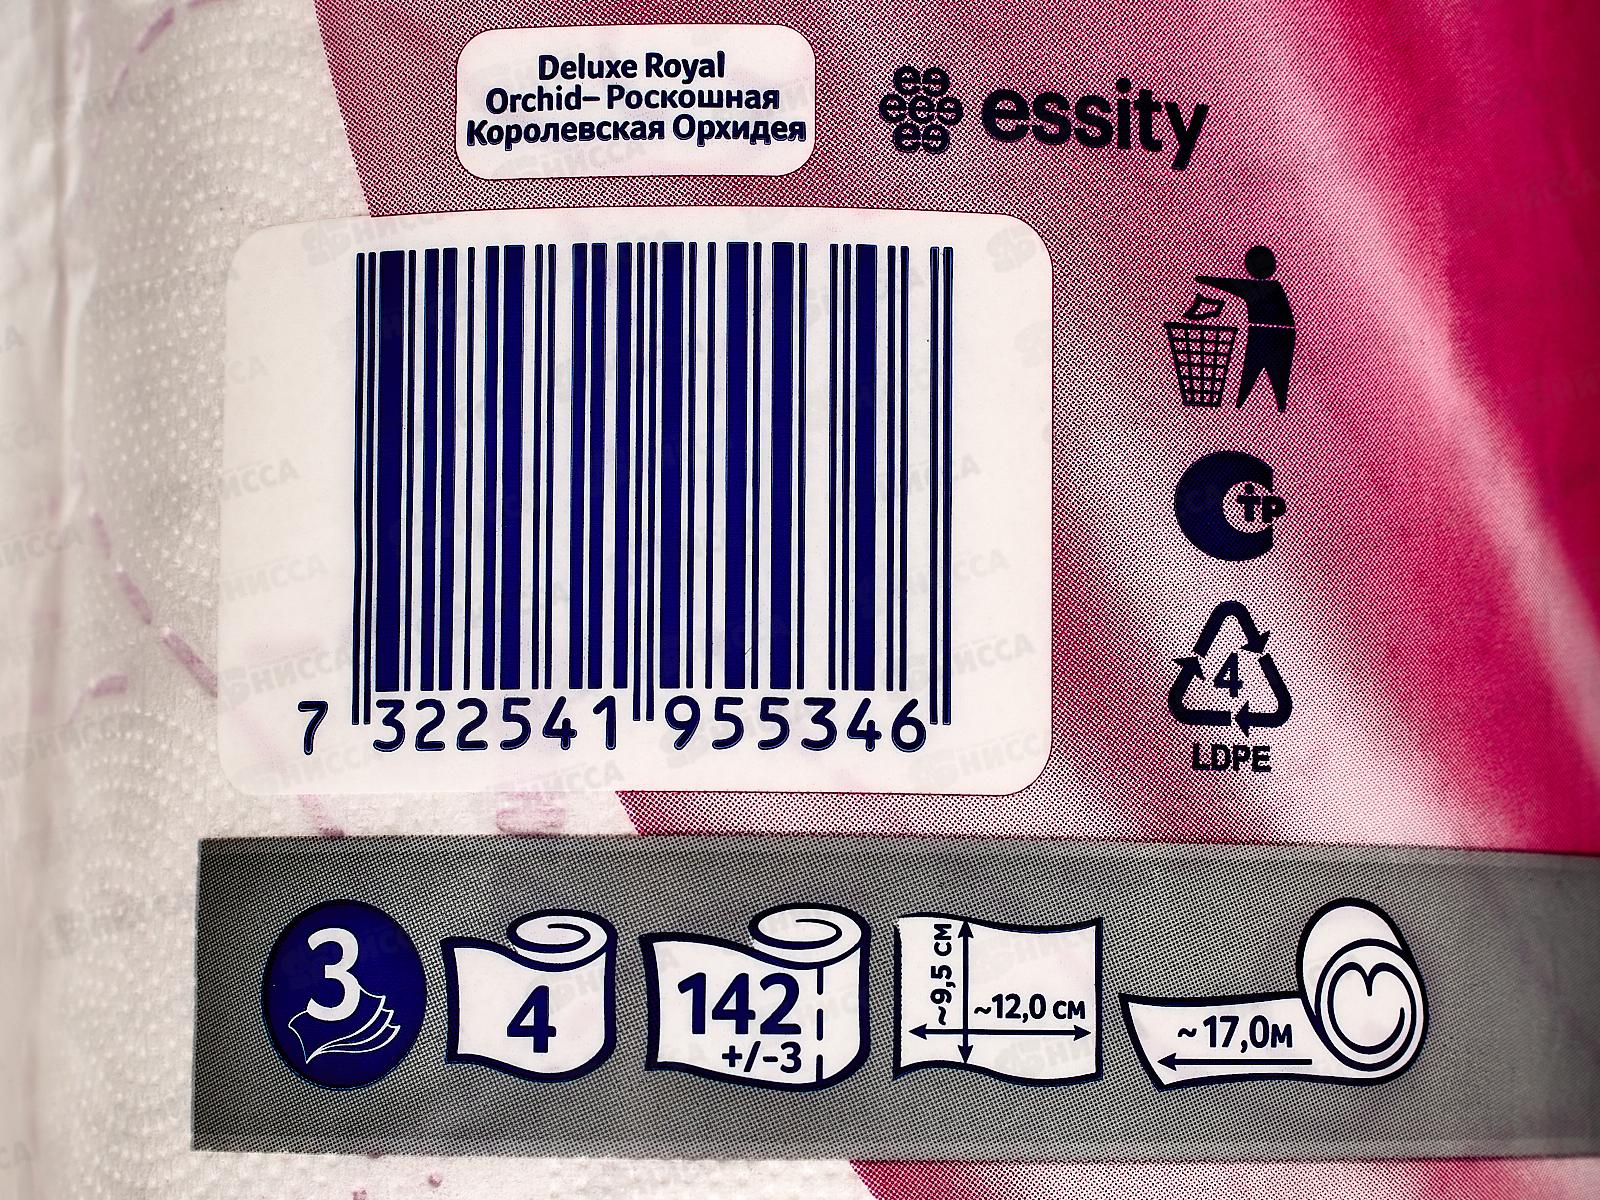 Deluxe Royal
Orchid– Роскошная
Королевская Орхидея
essity
7 322541 955346
4
LDPE
3
4
142
+/-3
~9,5 см
~12,0 см
~17,0м